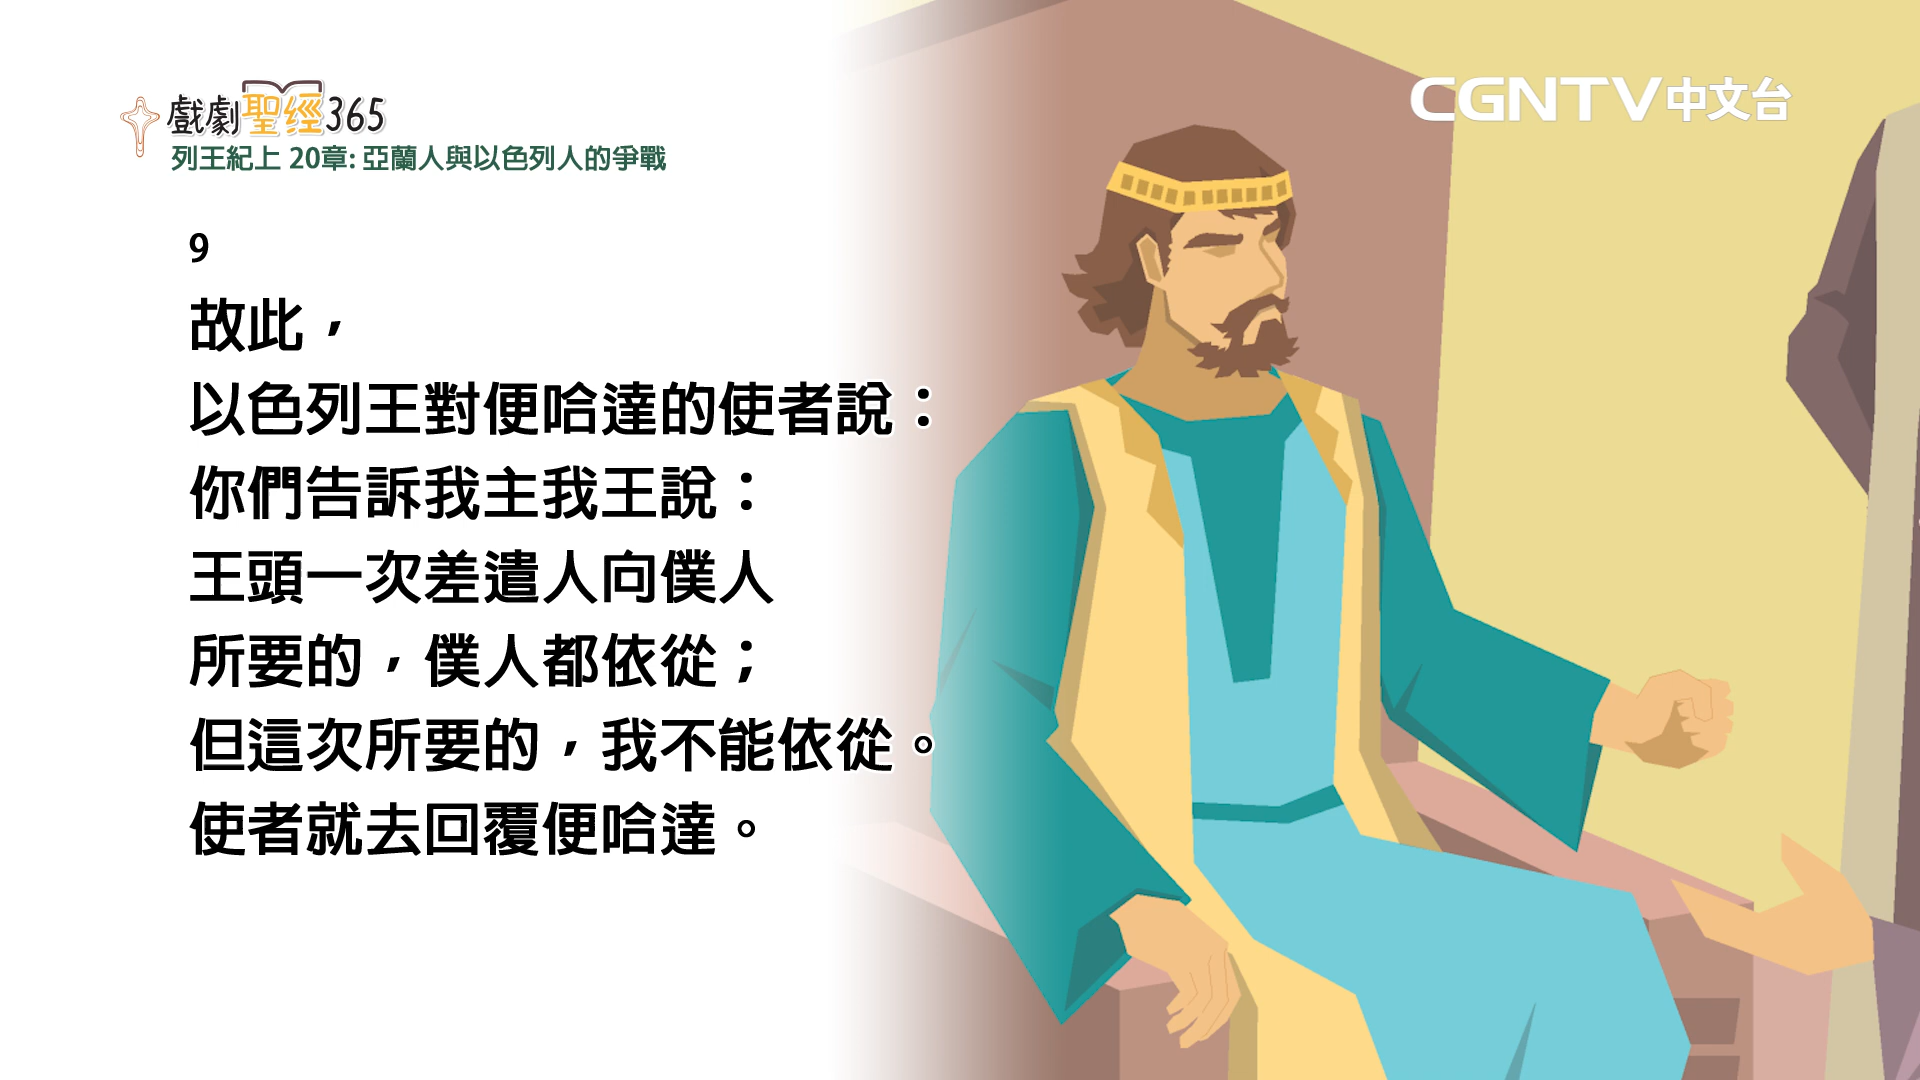 戲劇聖經365
CGNTV中文台
列王紀上 20章: 亞蘭人與以色列人的爭戰
9
故此，
以色列王對便哈達的使者說：
你們告訴我主我王說：
王頭一次差遣人向僕人
所要的，僕人都依從；
但這次所要的，我不能依從。
使者就去回覆便哈達。